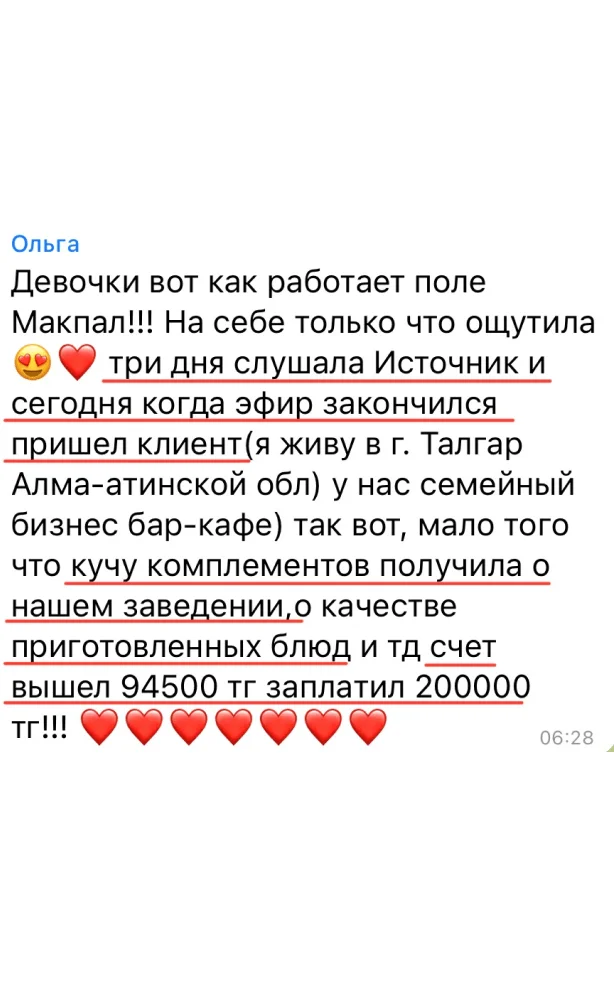 Ольга
Девочки вот как работает поле
Макпал!!! На себе только что ощутила
😍❤️ три дня слушала Источник и
сегодня когда эфир закончился
пришел клиент(я живу в г. Талгар
Алма-атинской обл) у нас семейный
бизнес бар-кафе) так вот, мало того
что кучу комплементов получила о
нашем заведении,о качестве
приготовленных блюд и тд счет
вышел 94500 тг заплатил 200000
тг!!! ❤️❤️❤️❤️❤️❤️❤️
06:28